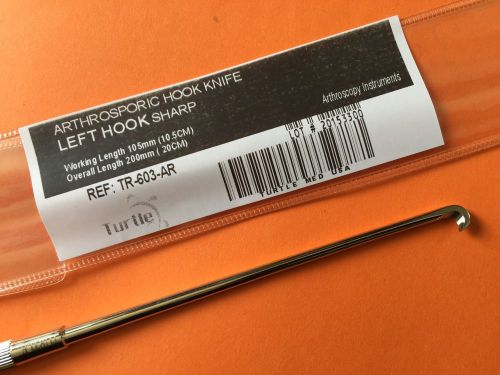 ARTHROSPORIC HOOK KNIFE
LEFT HOOK SHARP
Working Length 105mm (10.5CM)
Overall Length 200mm ( 20CM)
REF: TR-603-AR
Turtle
Arthroscopy Instruments
LOT # 20153500
TURTLE MED USA